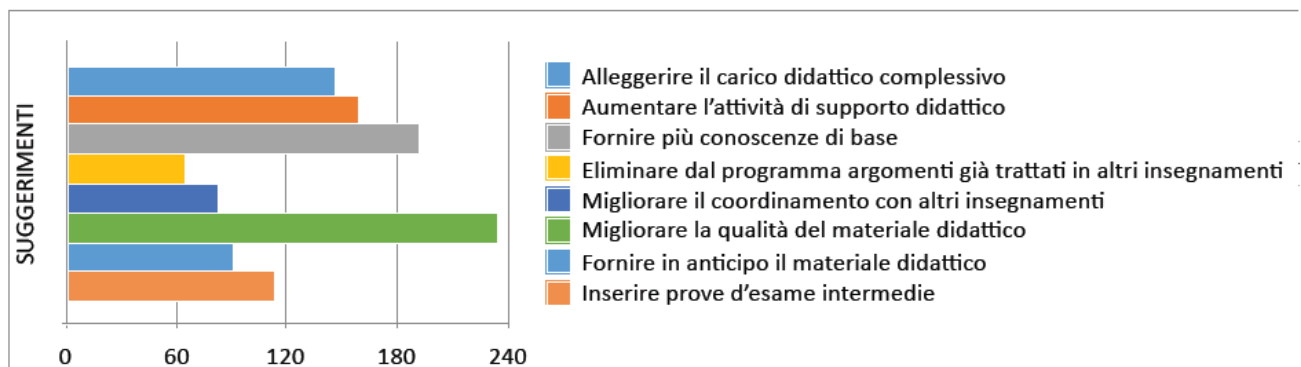 SUGGERIMENTI
Alleggerire il carico didattico complessivo
Aumentare l'attività di supporto didattico
Fornire più conoscenze di base
Eliminare dal programma argomenti già trattati in altri insegnamenti
Migliorare il coordinamento con altri insegnamenti
Migliorare la qualità del materiale didattico
Fornire in anticipo il materiale didattico
Inserire prove d'esame intermedie
0 60 120 180 240